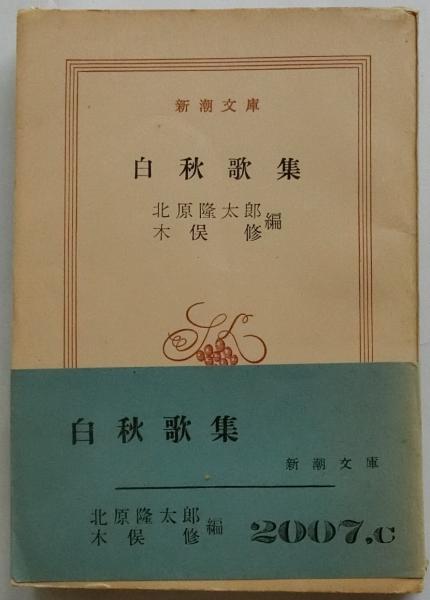 新潮文庫
白秋歌集
北原隆太郎
木俣修
編
白秋歌集
新潮文庫
北原隆太郎
木俣修
編
2007.C